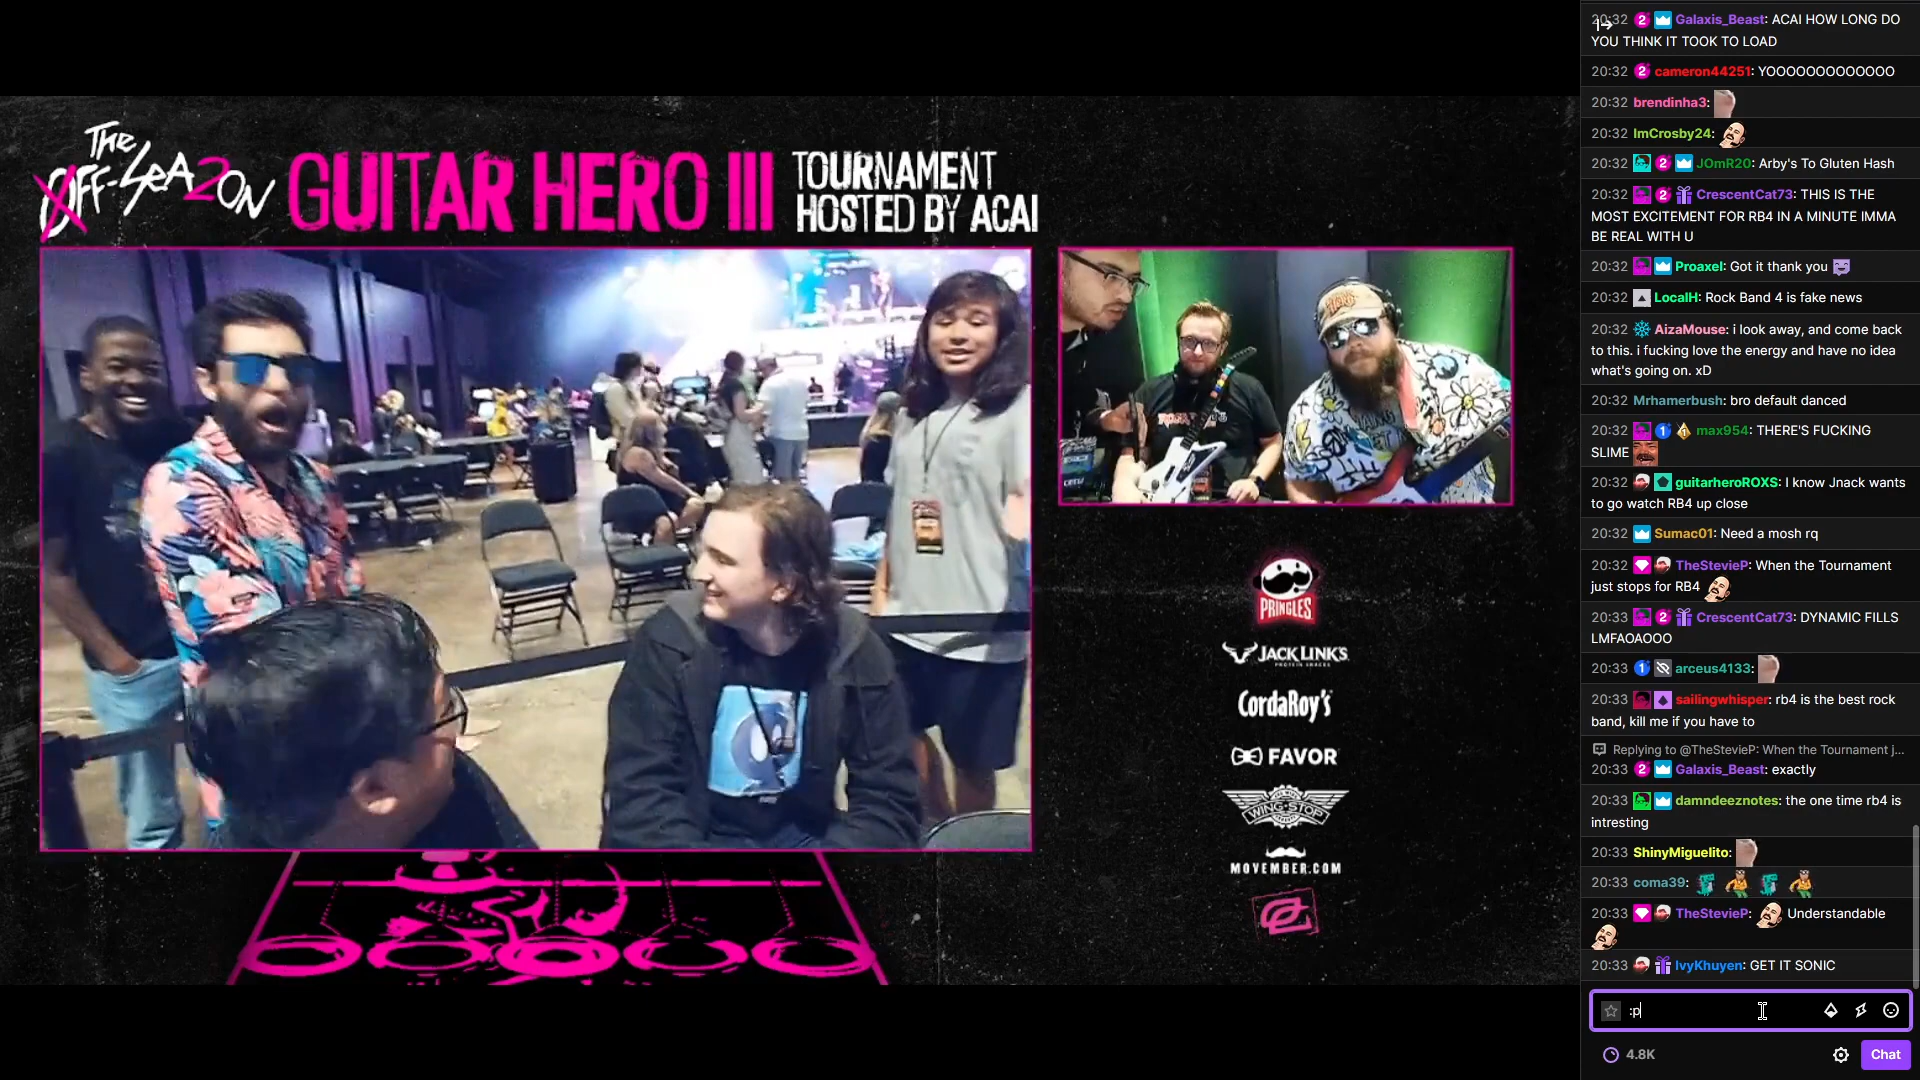 THE
OFF-SEA2ON
GUITAR HERO III
TOURNAMENT
HOSTED BY ACAI
PRINGLES
JACK LINK'S
PROTEIN SNACKS
CordaRoy's
FAVOR
WING·STOP
MOVEMBER.COM
20:32 Galaxis_Beast: ACAI HOW LONG DO
YOU THINK IT TOOK TO LOAD
20:32 cameron44251: YOOOOOOOOOOOOO
20:32 brendinha3:
20:32 ImCrosby24:
20:32 JOmR20: Arby's To Gluten Hash
20:32 CrescentCat73: THIS IS THE
MOST EXCITEMENT FOR RB4 IN A MINUTE IMMA
BE REAL WITH U
20:32 Proaxel: Got it thank you
20:32 LocalH: Rock Band 4 is fake news
20:32 AizaMouse: i look away, and come back
to this. i fucking love the energy and have no idea
what's going on. xD
20:32 Mrhamerbush: bro default danced
20:32 max954: THERE'S FUCKING
SLIME
20:32 guitarheroROXS: I know Jnack wants
to go watch RB4 up close
20:32 Sumac01: Need a mosh rq
20:32 TheStevieP: When the Tournament
just stops for RB4
20:33 CrescentCat73: DYNAMIC FILLS
LMFAOAOOO
20:33 arceus4133:
20:33 sailingwhisper: rb4 is the best rock
band, kill me if you have to
Replying to @TheStevieP: When the Tournament j...
20:33 Galaxis_Beast: exactly
20:33 damndeeznotes: the one time rb4 is
intresting
20:33 ShinyMiguelito:
20:33 coma39:
20:33 TheStevieP: Understandable
20:33 IvyKhuyen: GET IT SONIC
:p
4.8K
Chat